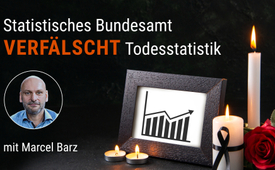 Statistisches Bundesamt
VERFÄLSCHT Todesstatistik
mit Marcel Barz